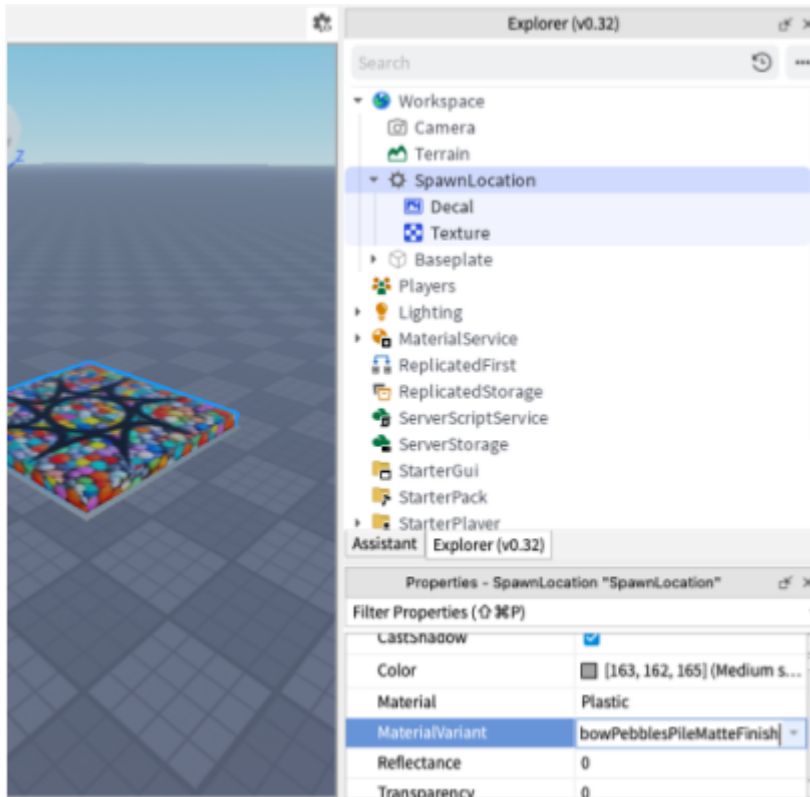 Explorer (v0.32)
Search
Workspace
Camera
Z
Terrain
SpawnLocation
Decal
Texture
Baseplate
Players
Lighting
MaterialService
ReplicatedFirst
ReplicatedStorage
ServerScriptService
ServerStorage
StarterGui
StarterPack
StarterPlayer
Assistant Explorer (v0.32)
Properties - SpawnLocation "SpawnLocation"
Filter Properties (⇧⌘P)
CastShadow
Color [163, 162, 165] (Medium s...
Material Plastic
MaterialVariant bowPebblesPileMatteFinish
Reflectance 0
Transparency 0